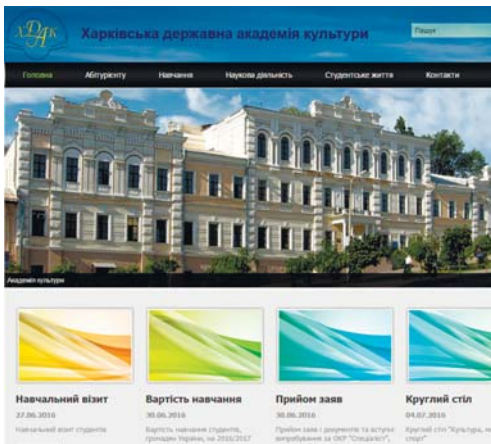 ХДАК
Харківська державна академія культури
Пошук
Головна
Абітурієнту
Навчання
Наукова діяльність
Студентське життя
Контакти
Академія культури
Навчальний візит
27.06.2016
Навчальний візит студентів
Вартість навчання
30.06.2016
Вартість навчання студентів,
громадян України, на 2016/2017
Прийом заяв
30.06.2016
Прийом заяв і документів та вступні
випробування за ОКР "Спеціаліст",
Круглий стіл
04.07.2016
Круглий стіл "Культура,
спорт"